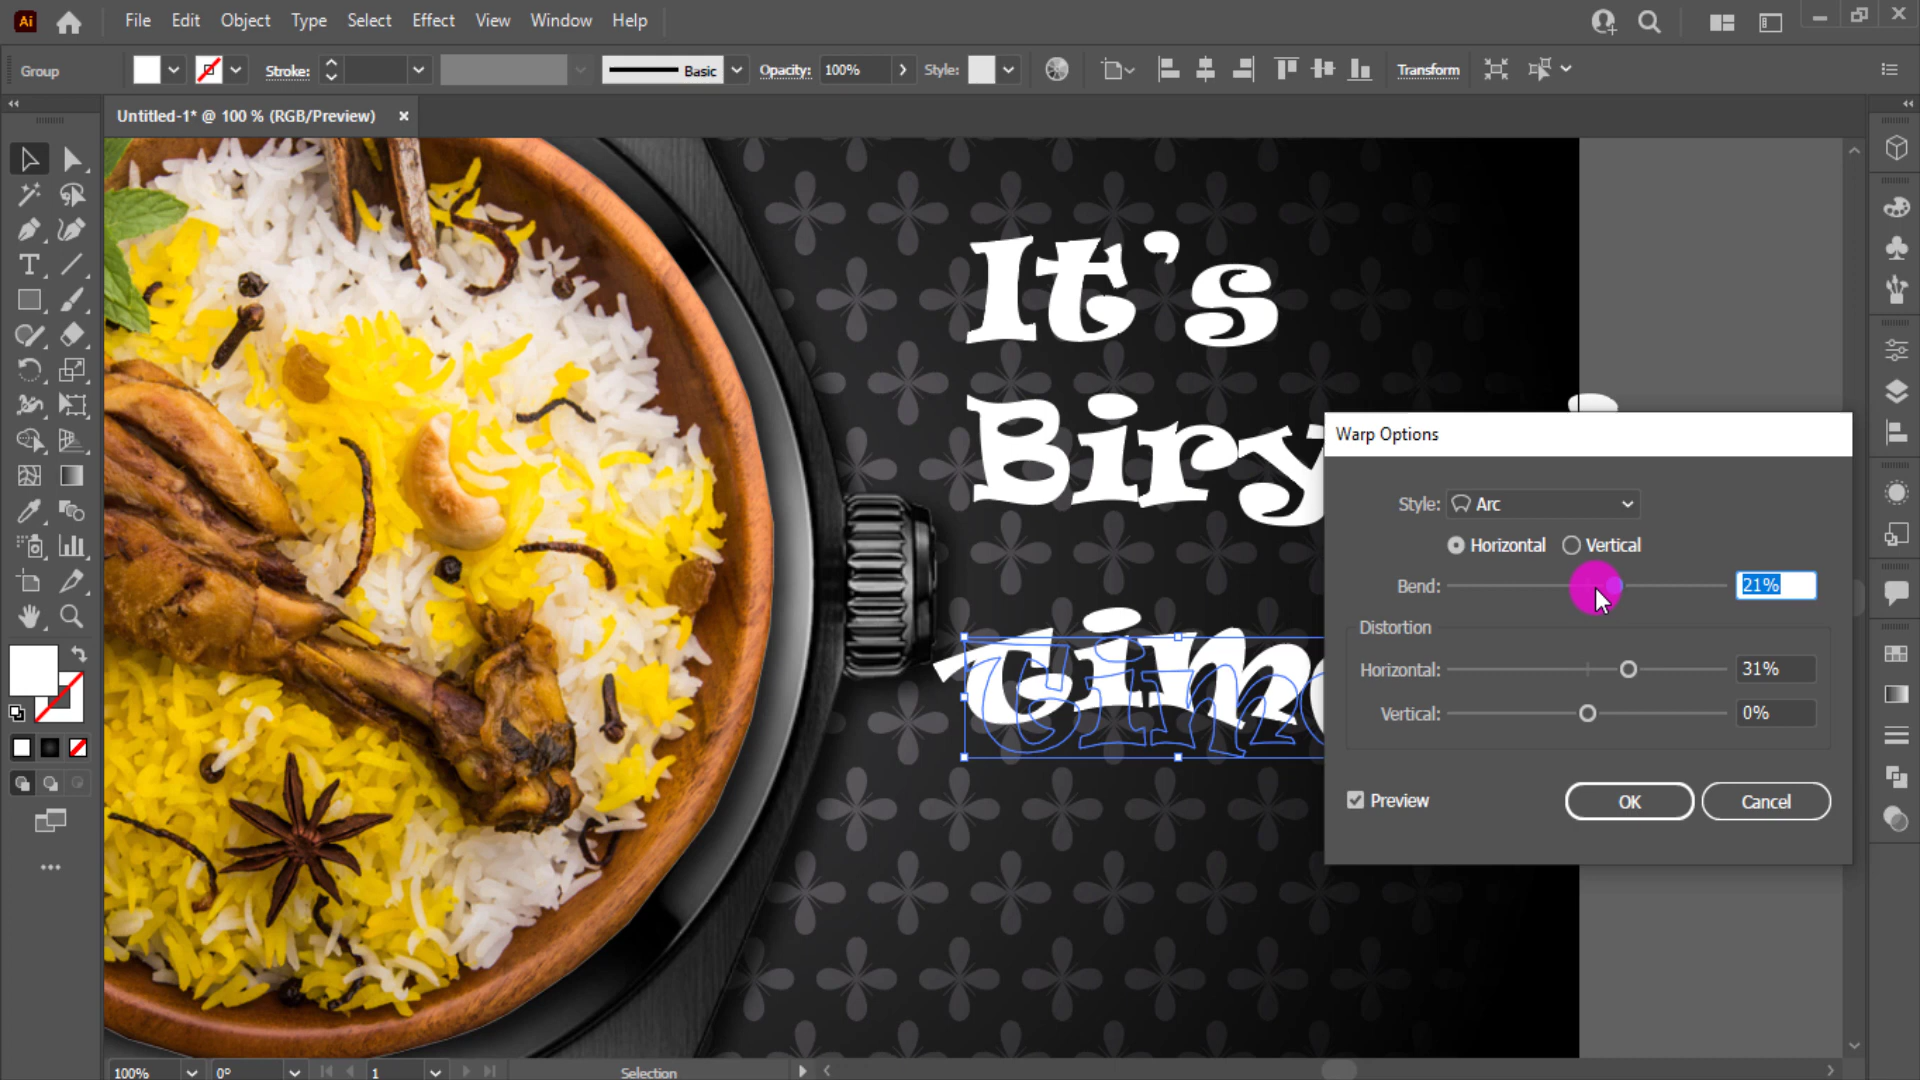 Ai File Edit Object Type Select Effect View Window Help
Group Stroke: Basic Opacity: 100% Style: Transform
Untitled-1* @ 100 % (RGB/Preview) ×
It's
Biry
Warp Options
Style: Arc
Horizontal Vertical
Bend: 21%
Distortion
Horizontal: 31%
Vertical: 0%
Preview OK Cancel
tim
100% 0° 1 Selection